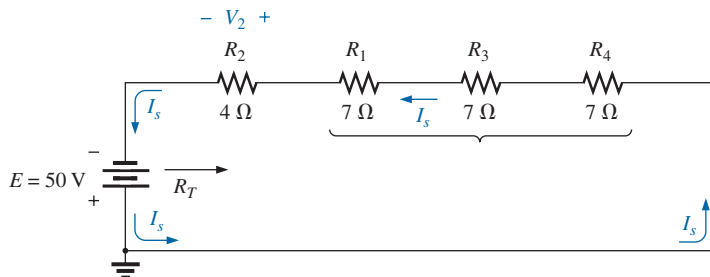 − V2 +
R2 R1 R3 R4
4 Ω 7 Ω 7 Ω 7 Ω
Is Is
−
E = 50 V
+
RT
Is Is